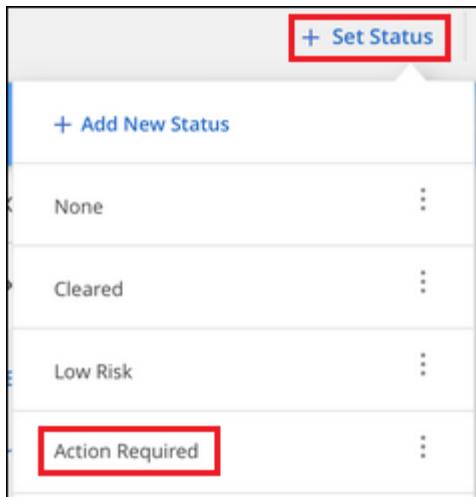 + Set Status
+ Add New Status
None
Cleared
Low Risk
Action Required